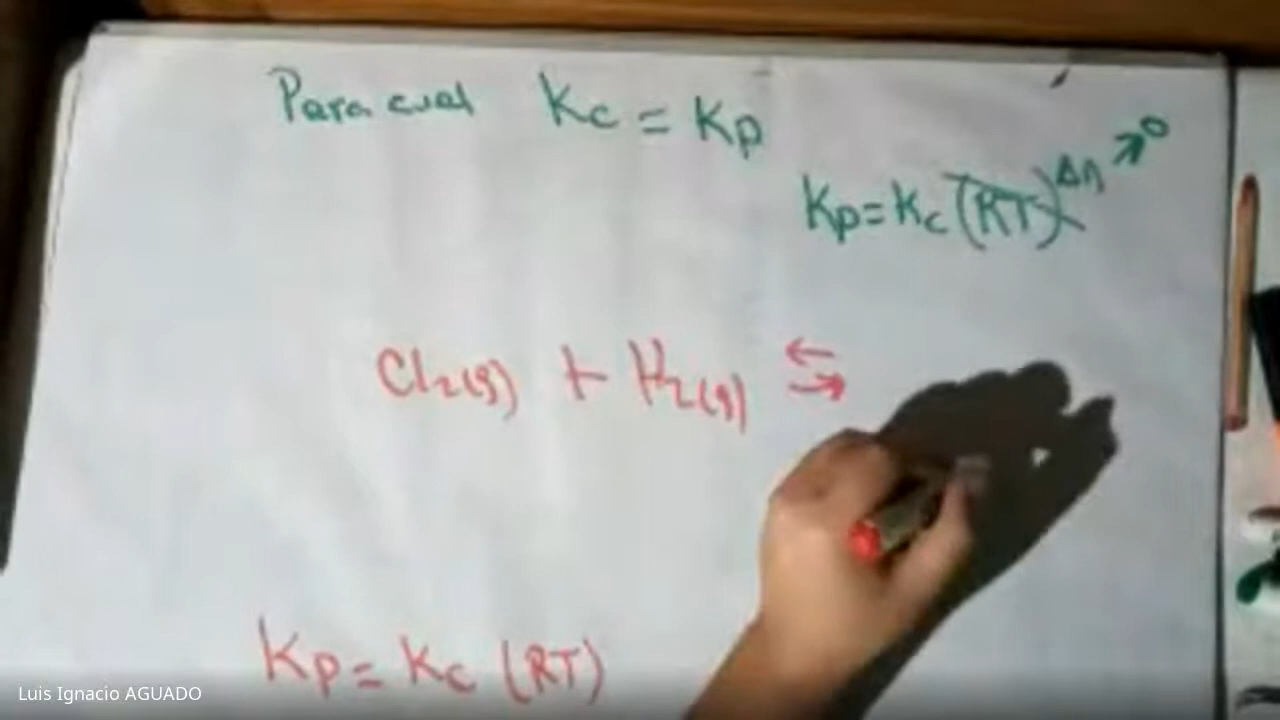 Para cual Kc = Kp
Kp = Kc (RT)^Δn ↗ 0
Cl₂(g) + H₂(g) ⇆
Kp = Kc (RT)
Luis Ignacio AGUADO